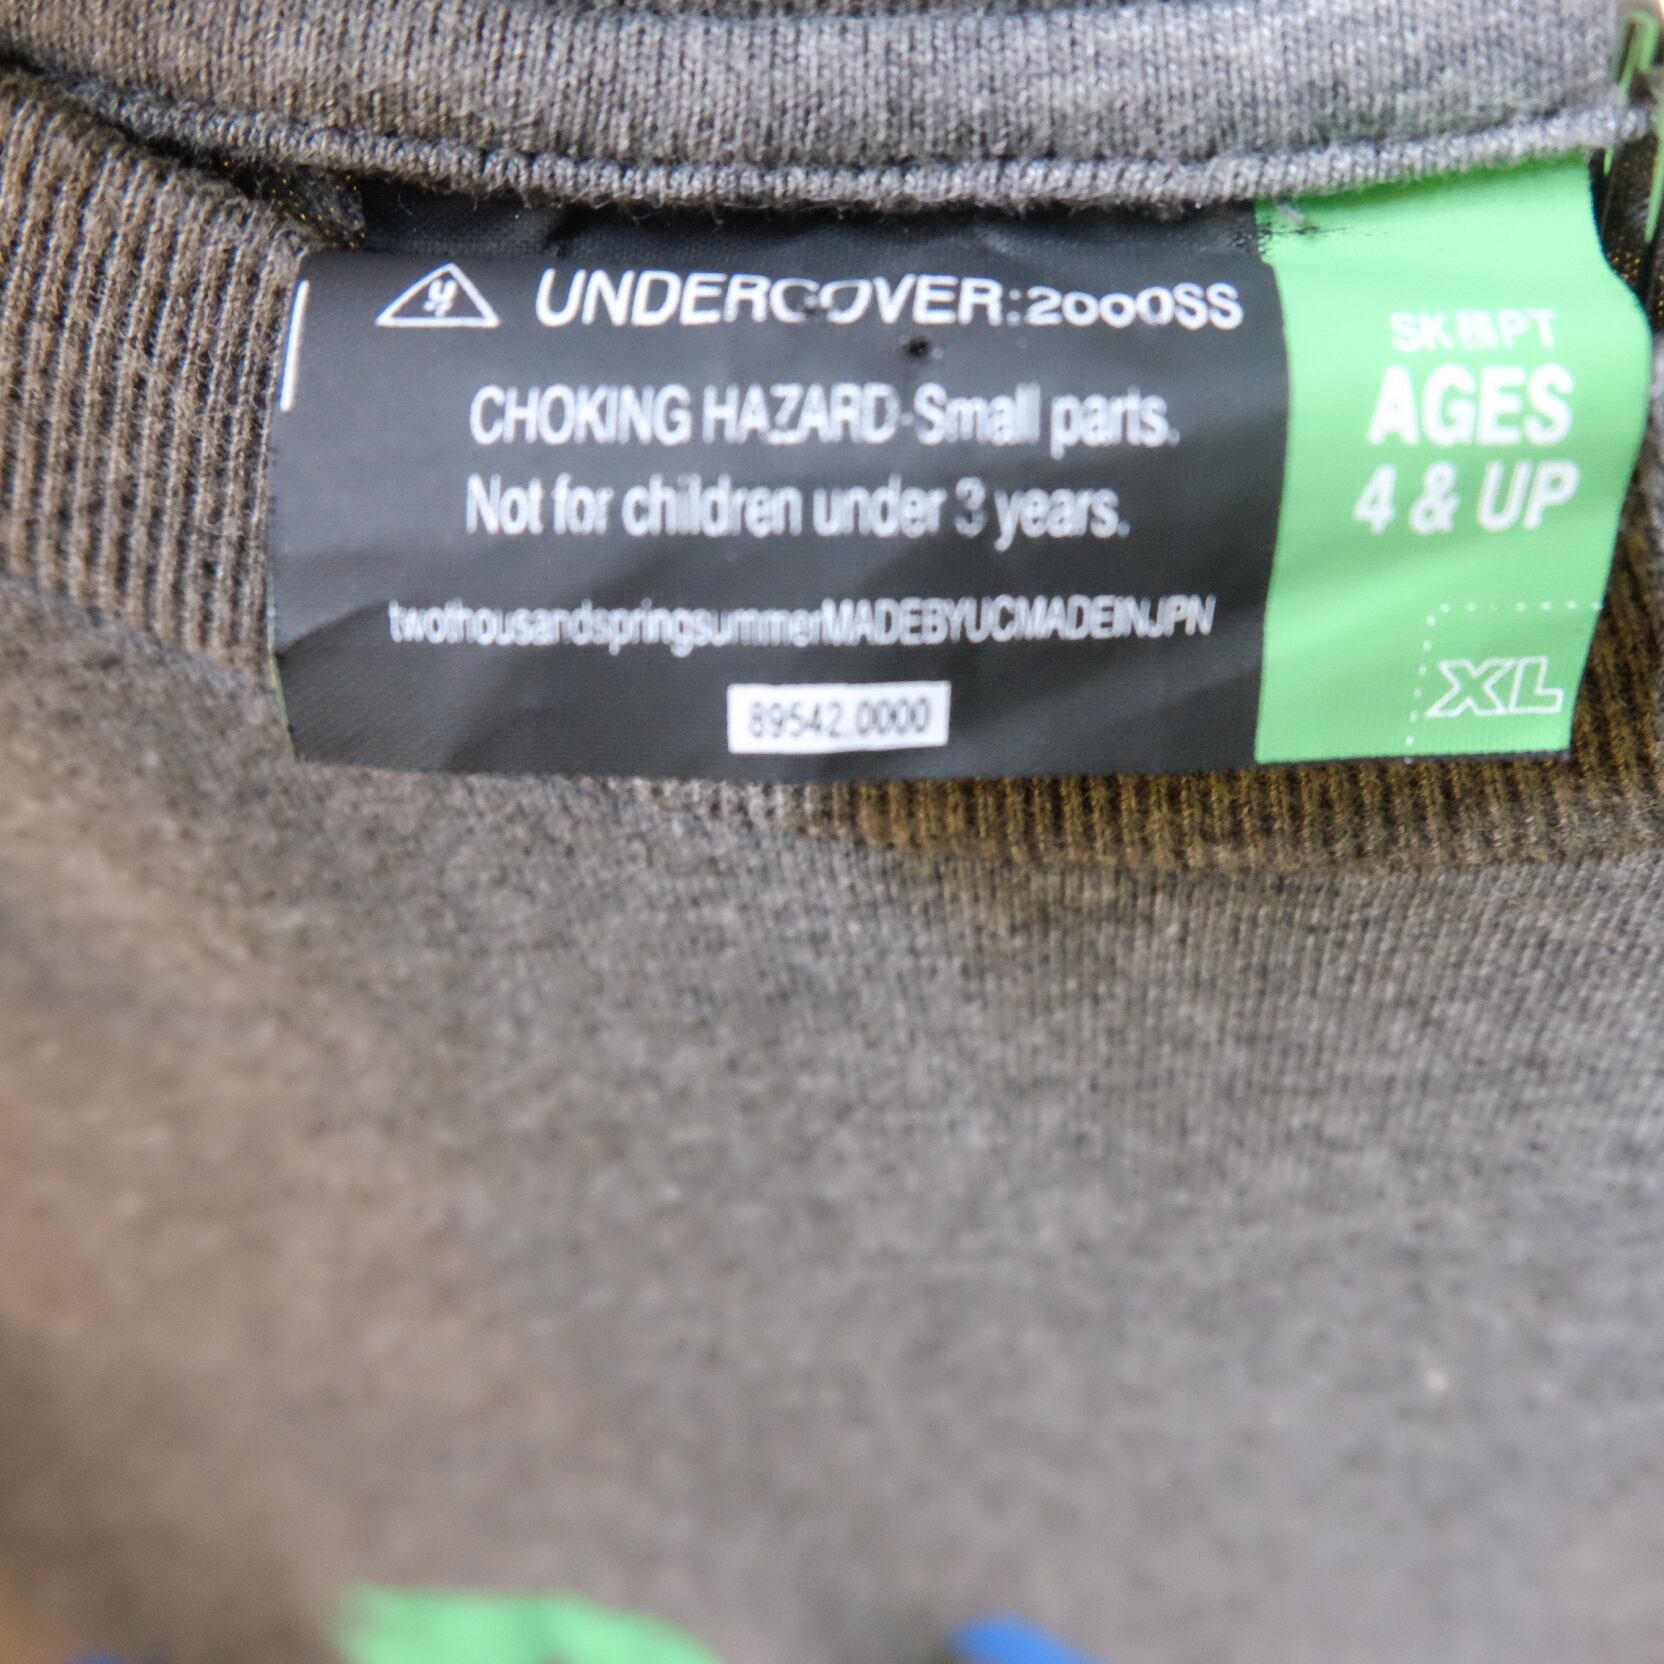 UNDERCOVER:2000SS
CHOKING HAZARD-Small parts.
Not for children under 3 years.
twothousandspringsummerMADEBYUCMADEINJPN
89542.0000
AGES
4 & UP
XL